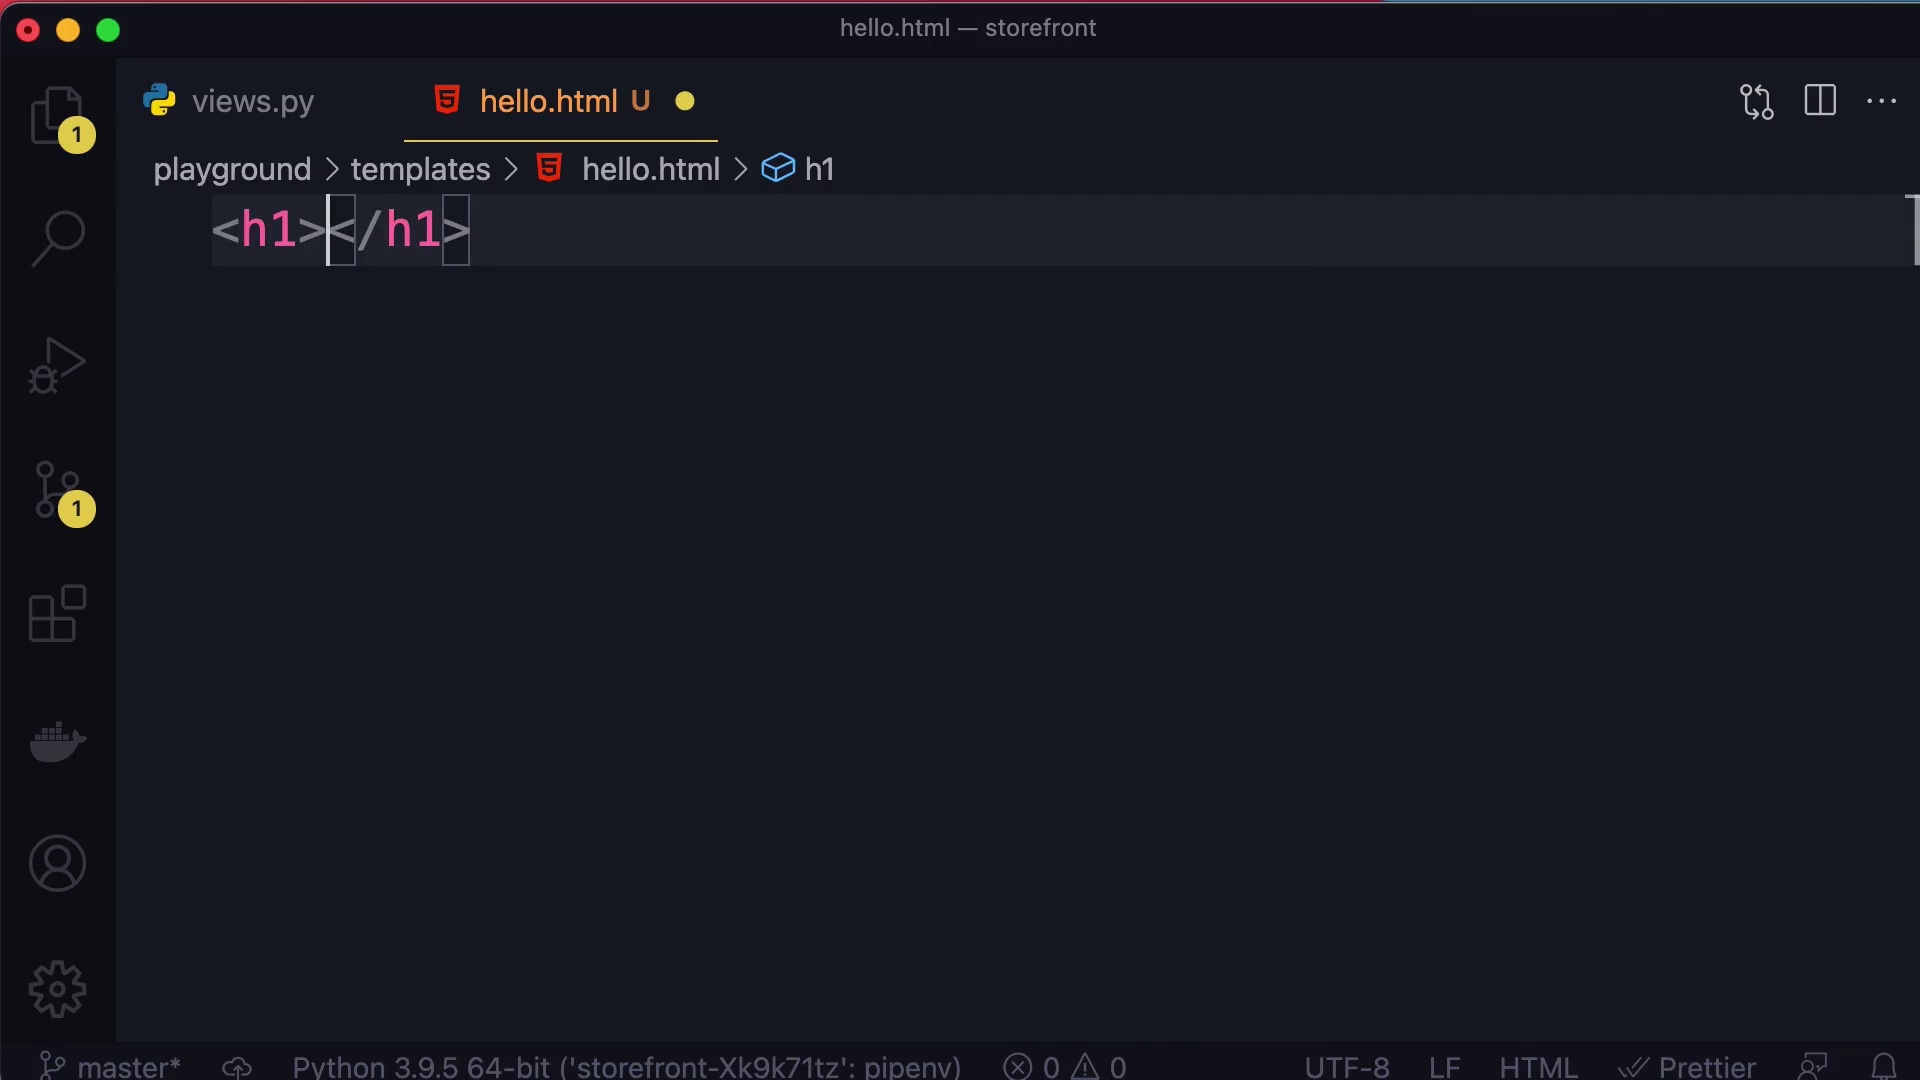 hello.html — storefront
views.py
hello.html U
playground > templates > hello.html > h1
<h1></h1>
1
1
master*
Python 3.9.5 64-bit ('storefront-Xk9k71tz': pipenv)
0
0
UTF-8
LF
HTML
Prettier